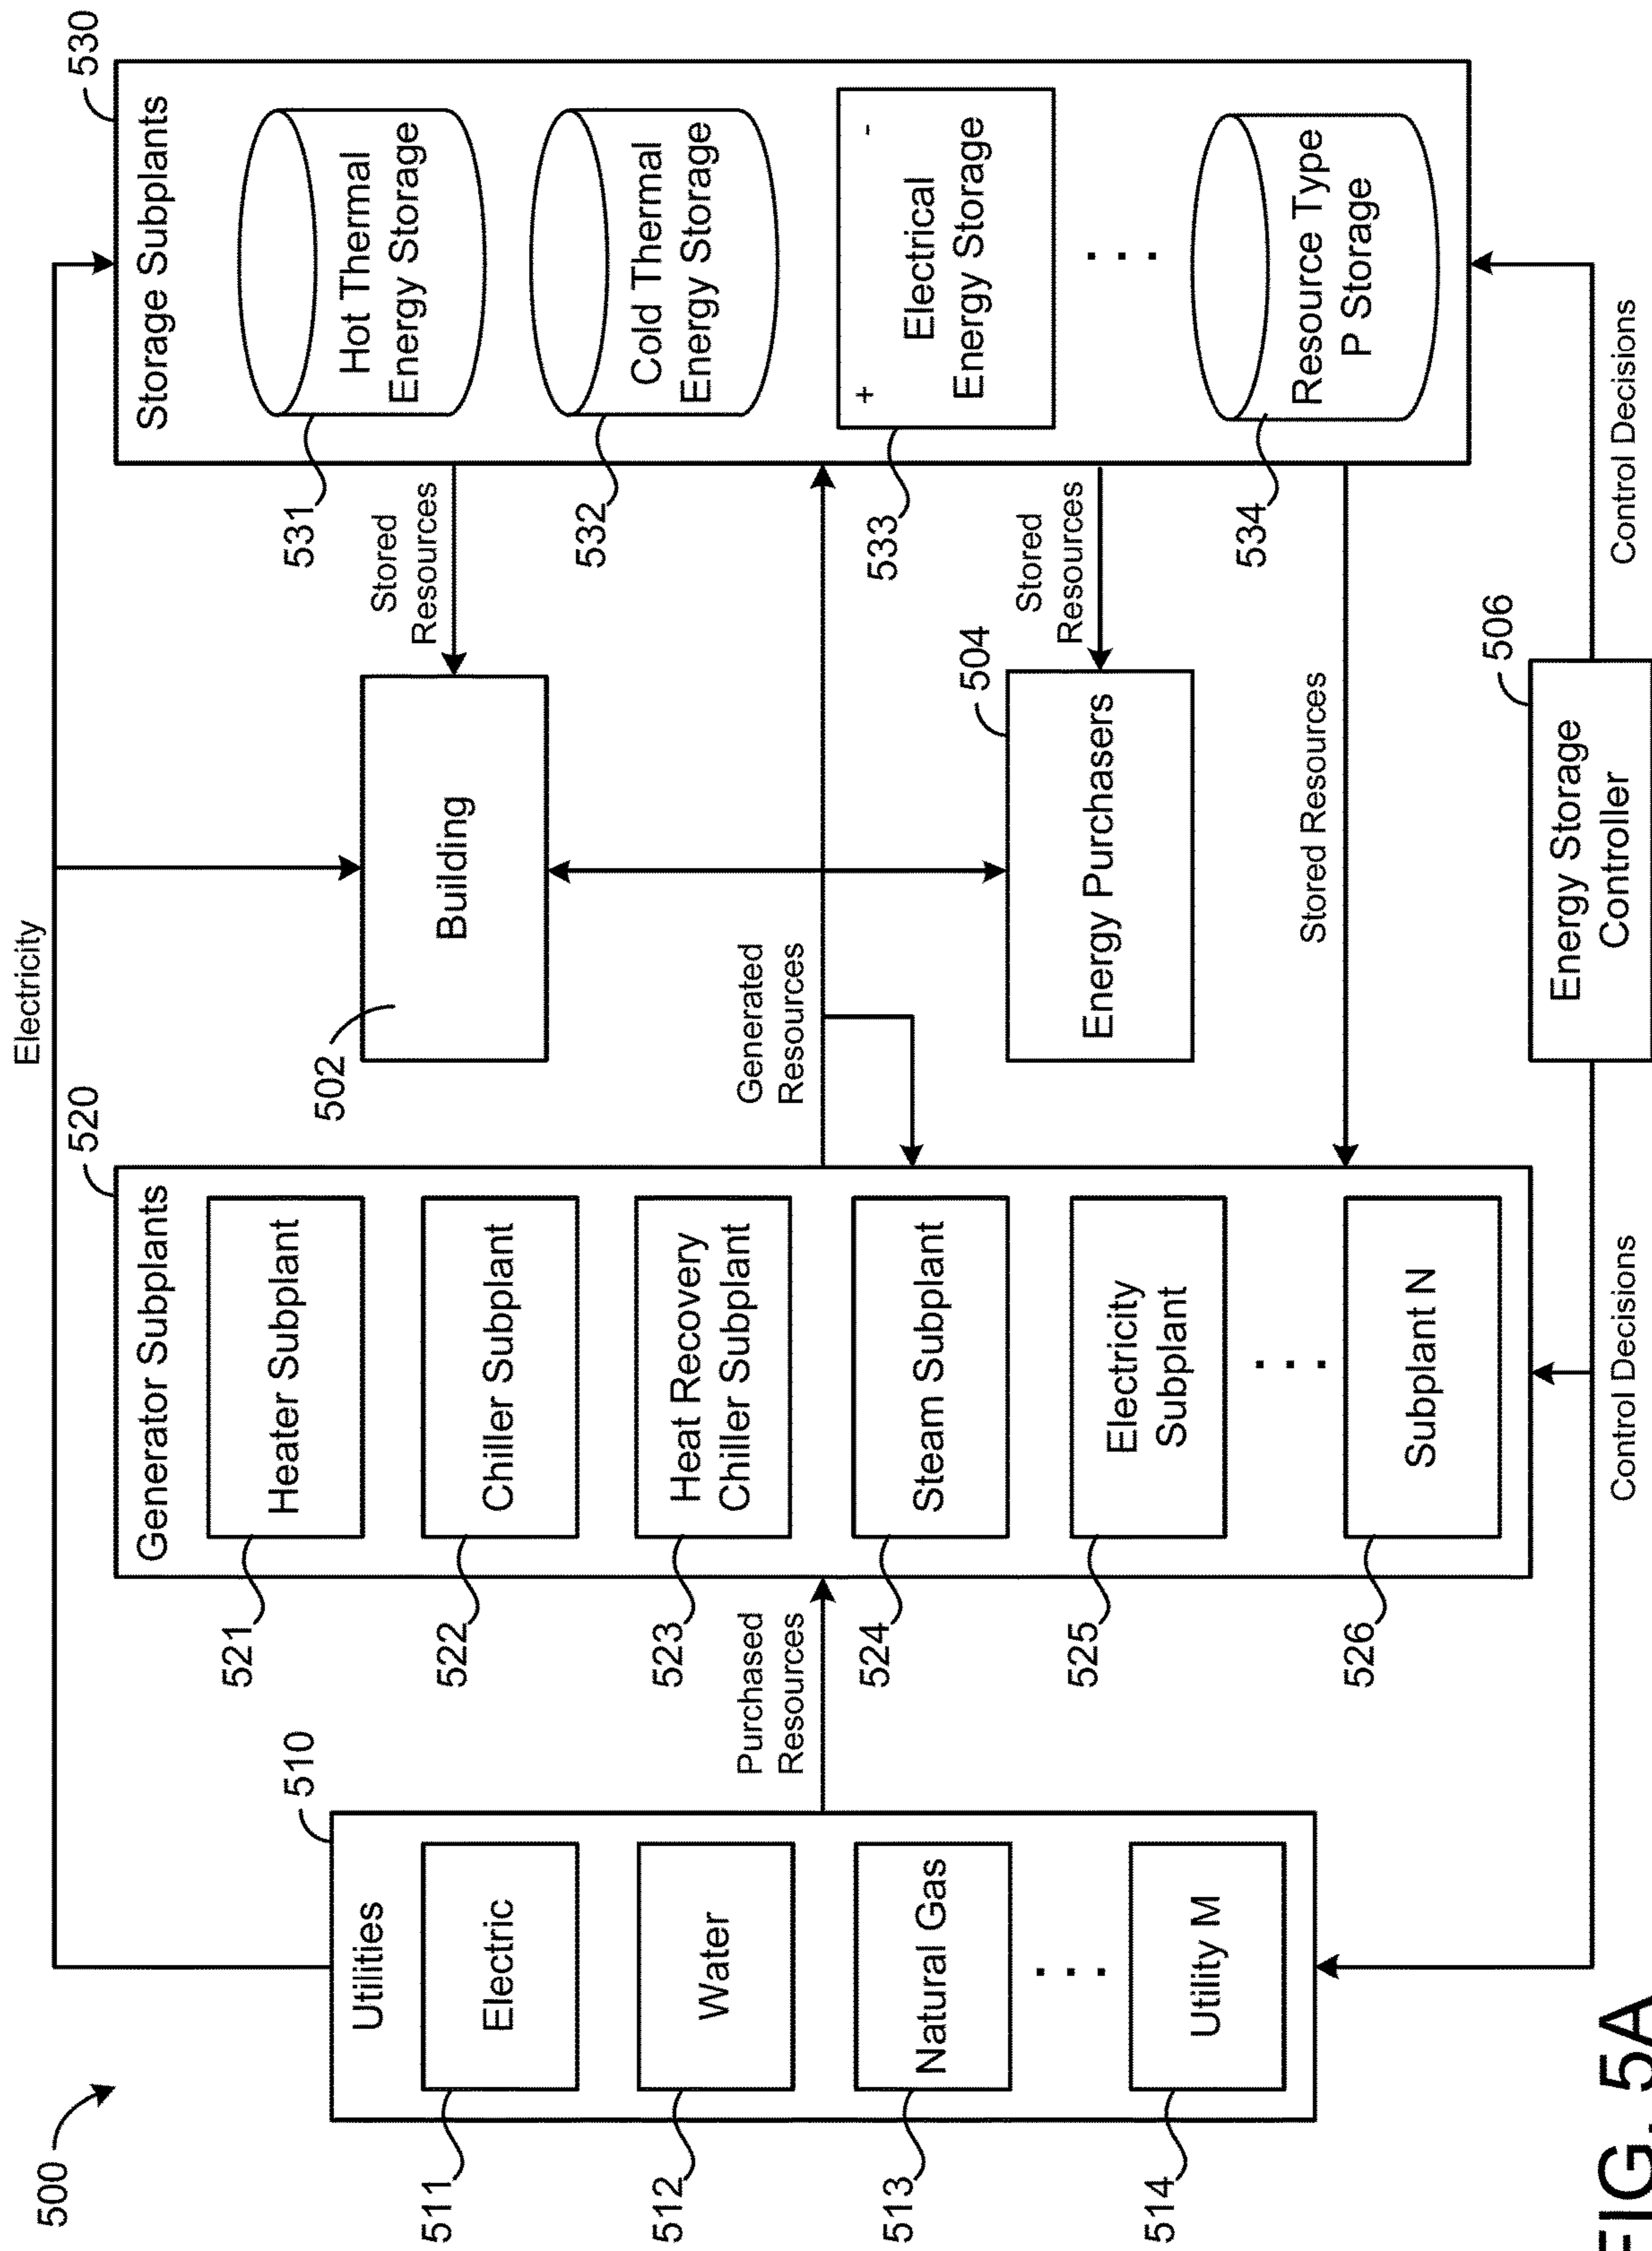 500
Electricity
510
Utilities
Electric
511
Water
512
Natural Gas
513
. . .
Utility M
514
Purchased
Resources
520
Generator Subplants
Heater Subplant
521
Chiller Subplant
522
Heat Recovery
Chiller Subplant
523
Steam Subplant
524
Electricity
Subplant
525
. . .
Subplant N
526
Generated
Resources
Building
502
Energy Purchasers
504
Stored
Resources
Stored
Resources
Stored Resources
530
Storage Subplants
Hot Thermal
Energy Storage
531
Cold Thermal
Energy Storage
532
+ -
Electrical
Energy Storage
533
. . .
Resource Type
P Storage
534
506
Energy Storage
Controller
Control Decisions
Control Decisions
FIG. 5A